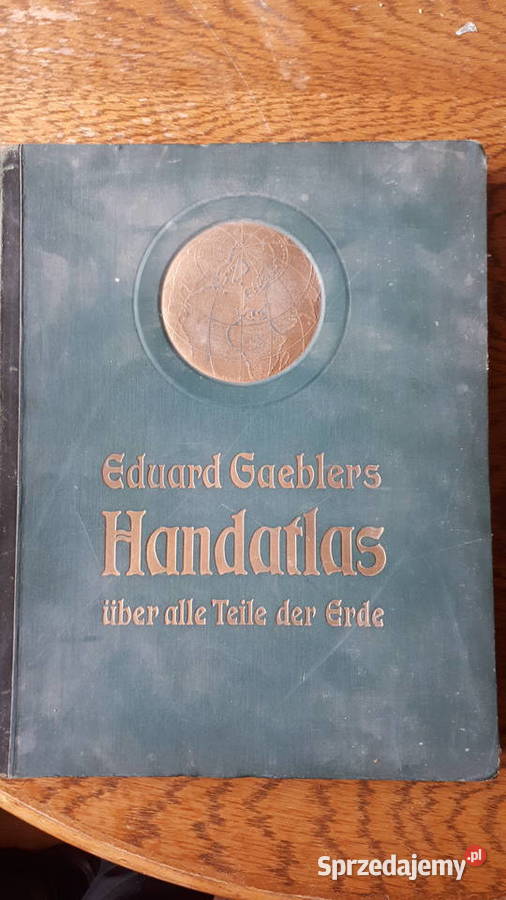 Eduard Gaeblers
Handatlas
über alle Teile der Erde
Sprzedajemy.pl